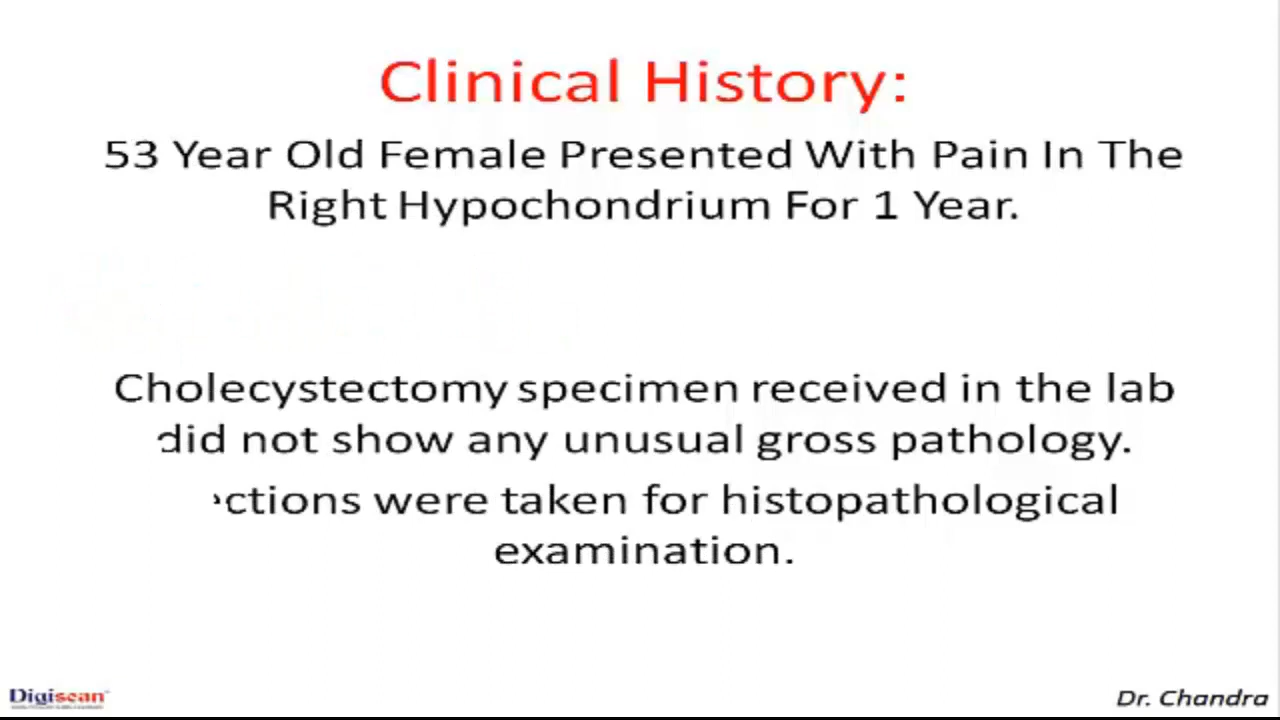 Clinical History:
53 Year Old Female Presented With Pain In The
Right Hypochondrium For 1 Year.
Cholecystectomy specimen received in the lab
did not show any unusual gross pathology.
ctions were taken for histopathological
examination.
Digiscan
Dr. Chandra